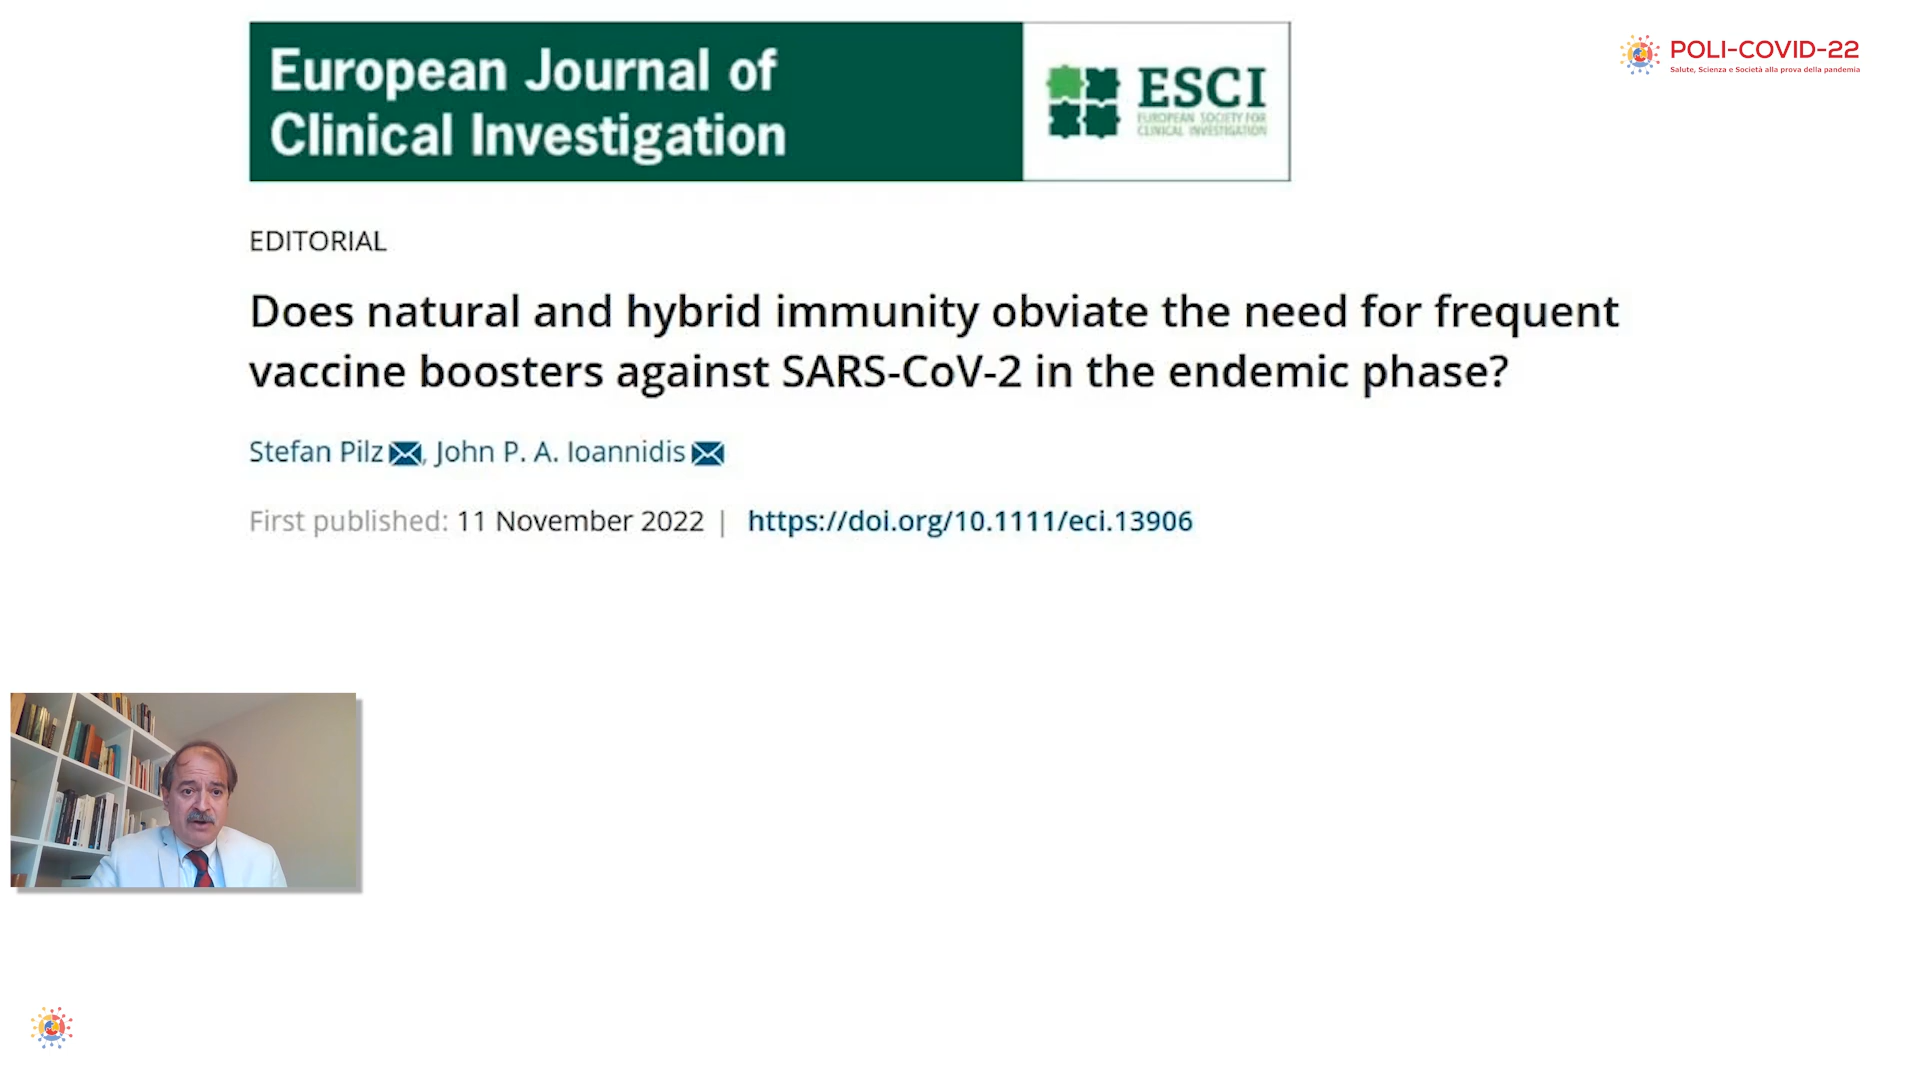 European Journal of
Clinical Investigation
ESCI
EUROPEAN SOCIETY FOR
CLINICAL INVESTIGATION
POLI-COVID-22
Salute, Scienza e Società alla prova della pandemia
EDITORIAL
Does natural and hybrid immunity obviate the need for frequent
vaccine boosters against SARS-CoV-2 in the endemic phase?
Stefan Pilz, John P. A. Ioannidis
First published: 11 November 2022 | https://doi.org/10.1111/eci.13906